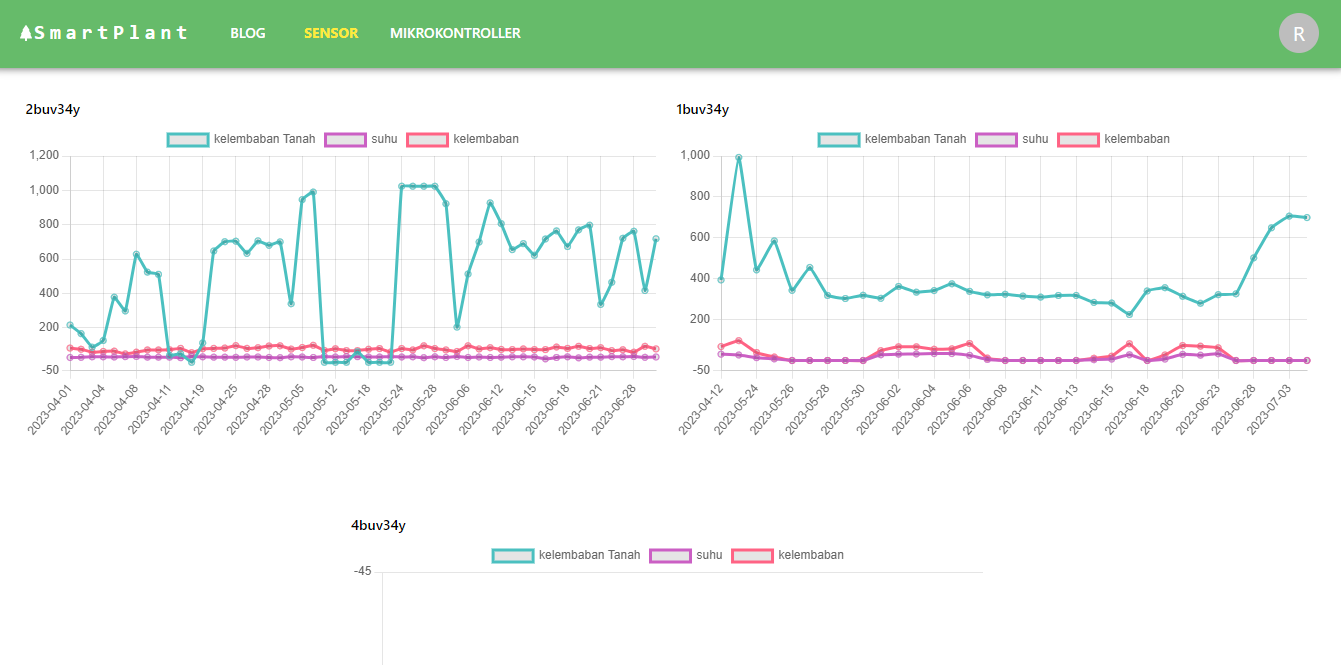 SmartPlant BLOG SENSOR MIKROKONTROLLER R
2buv34y
kelembaban Tanah suhu kelembaban
1,200
1,000
800
600
400
200
-50
2023-04-01 2023-04-04 2023-04-08 2023-04-11 2023-04-19 2023-04-25 2023-04-28 2023-05-05 2023-05-12 2023-05-18 2023-05-24 2023-05-28 2023-06-06 2023-06-12 2023-06-15 2023-06-18 2023-06-21 2023-06-28
1buv34y
kelembaban Tanah suhu kelembaban
1,000
800
600
400
200
-50
2023-04-12 2023-05-24 2023-05-26 2023-05-28 2023-05-30 2023-06-02 2023-06-04 2023-06-06 2023-06-08 2023-06-11 2023-06-13 2023-06-15 2023-06-18 2023-06-20 2023-06-23 2023-06-28 2023-07-03
4buv34y
kelembaban Tanah suhu kelembaban
-45